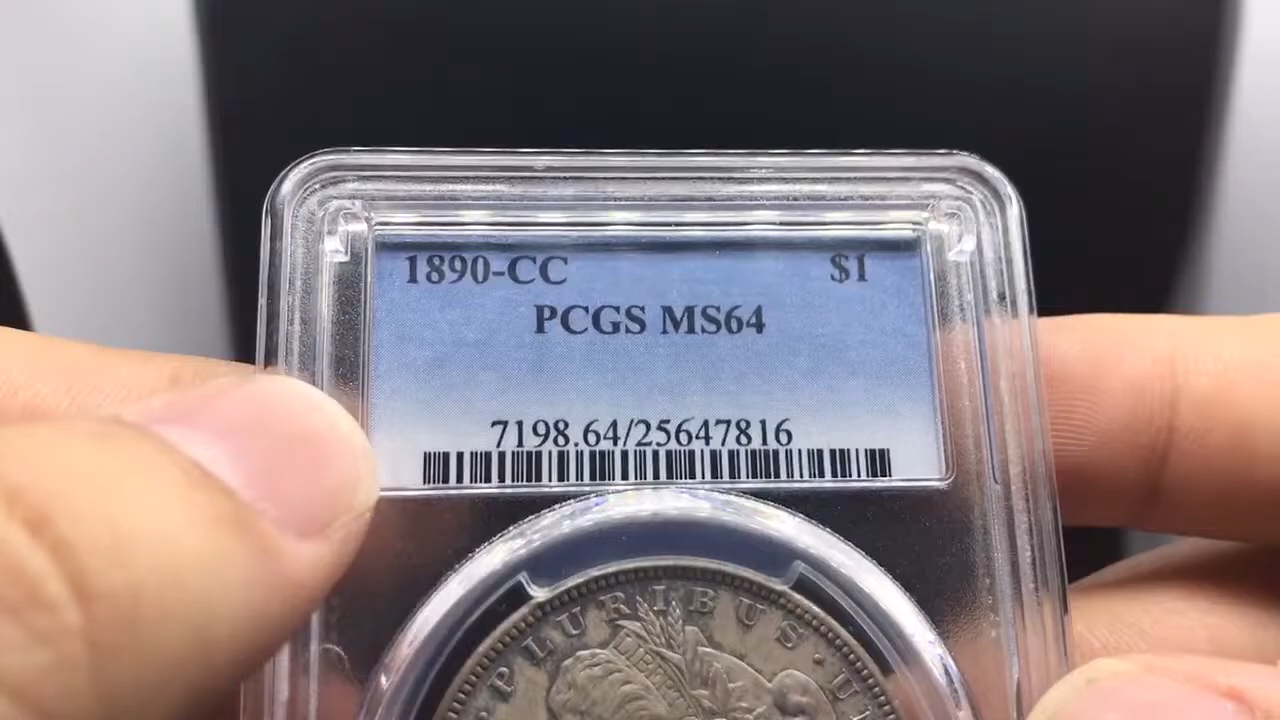 1890-CC $1
PCGS MS64
7198.64/25647816
PLURIBUS · U
LIBERTY